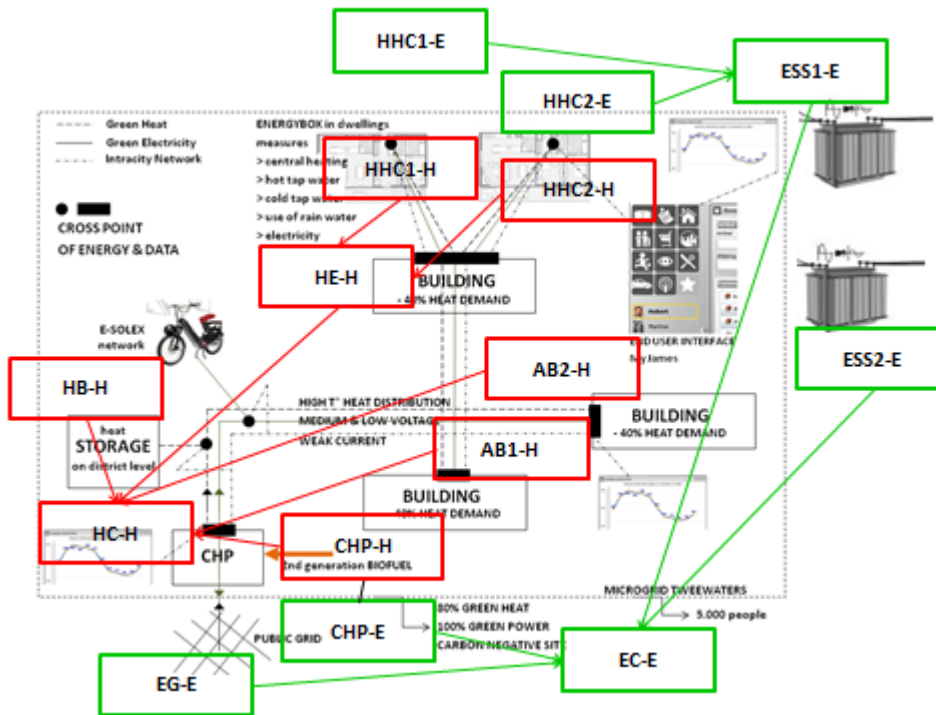 HHC1-E
ESS1-E
HHC2-E
Green Heat
Green Electricity
Intracity Network
ENERGYBOX in dwellings
measures
> central heating
> hot tap water
> cold tap water
> use of rain water
> electricity
HHC1-H
HHC2-H
CROSS POINT
OF ENERGY & DATA
HE-H
BUILDING
- 40% HEAT DEMAND
E-SOLEX
network
END USER INTERFACE
MyJames
ESS2-E
HB-H
AB2-H
HIGH T° HEAT DISTRIBUTION
MEDIUM & LOW VOLTAGE
WEAK CURRENT
BUILDING
- 40% HEAT DEMAND
heat
STORAGE
on district level
AB1-H
BUILDING
- 40% HEAT DEMAND
HC-H
CHP
CHP-H
2nd generation BIOFUEL
MICROGRID TWEEWATERS
5.000 people
CHP-E
80% GREEN HEAT
100% GREEN POWER
CARBON NEGATIVE SITE
PUBLIC GRID
EC-E
EG-E